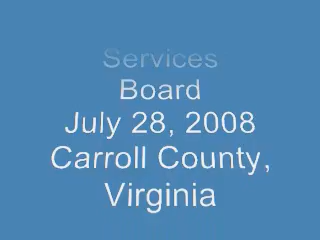 Services
Board
July 28, 2008
Carroll County,
Virginia